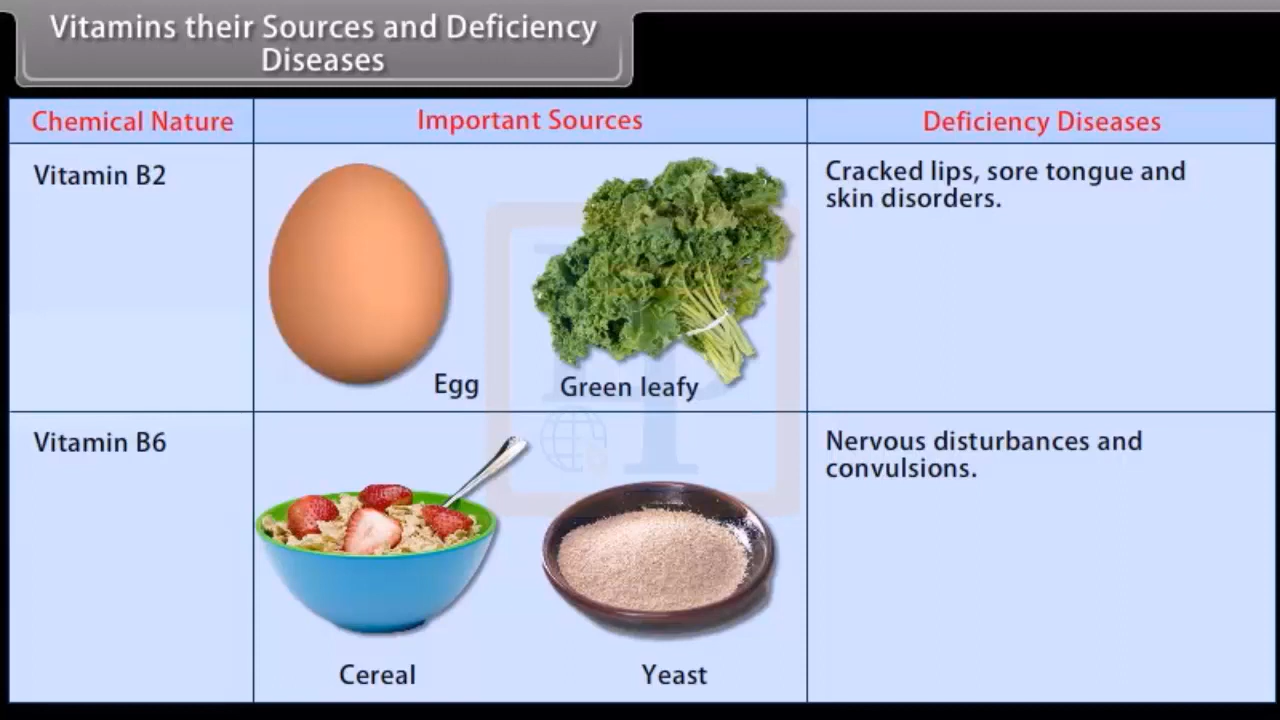 Vitamins their Sources and Deficiency
Diseases
Chemical Nature
Important Sources
Deficiency Diseases
Vitamin B2
Egg
Green leafy
Cracked lips, sore tongue and
skin disorders.
Vitamin B6
Cereal
Yeast
Nervous disturbances and
convulsions.